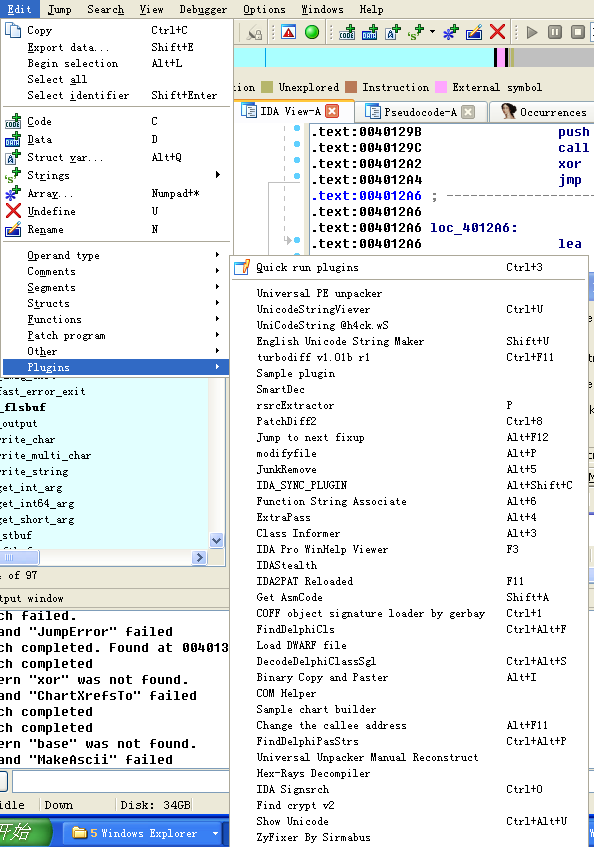 Edit Jump Search View Debugger Options Windows Help
Copy Ctrl+C
Export data... Shift+E
Begin selection Alt+L
Select all
Select identifier Shift+Enter
Code C
Data D
Struct var... Alt+Q
Strings
Array... Numpad+*
Undefine U
Rename N
Operand type
Comments
Segments
Structs
Functions
Patch program
Other
Plugins
Unexplored Instruction External symbol
IDA View-A Pseudocode-A Occurrences
.text:0040129B push
.text:0040129C call
.text:004012A2 xor
.text:004012A4 jmp
.text:004012A6 ;
.text:004012A6
.text:004012A6 loc_4012A6:
.text:004012A6 lea
Quick run plugins Ctrl+3
Universal PE unpacker
UnicodeStringViever Ctrl+U
UniCodeString @h4ck.wS
English Unicode String Maker Shift+U
turbodiff v1.01b r1 Ctrl+F11
Sample plugin
SmartDec
rsrcExtractor P
PatchDiff2 Ctrl+8
Jump to next fixup Alt+F12
modifyfile Alt+P
JunkRemove Alt+5
IDA_SYNC_PLUGIN Alt+Shift+C
Function String Associate Alt+6
ExtraPass Alt+4
Class Informer Alt+3
IDA Pro WinHelp Viewer F3
IDAStealth
IDA2PAT Reloaded F11
Get AsmCode Shift+A
COFF object signature loader by gerbay Ctrl+1
FindDelphiCls Ctrl+Alt+F
Load DWARF file
DecodeDelphiClassSgl Ctrl+Alt+S
Binary Copy and Paster Alt+I
COM Helper
Sample chart builder
Change the callee address Alt+F11
FindDelphiPasStrs Ctrl+Alt+P
Universal Unpacker Manual Reconstruct
Hex-Rays Decompiler
IDA Signsrch Ctrl+O
Find crypt v2
Show Unicode Ctrl+Alt+U
ZyFixer By Sirmabus
fast_error_exit
_flsbuf
_output
write_char
write_multi_char
write_string
get_int_arg
get_int64_arg
get_short_arg
_stbuf
of 97
tput window
ch failed.
and "JumpError" failed
ch completed. Found at 004013
ch completed
ern "xor" was not found.
and "ChartXrefsTo" failed
ch completed
ch completed
ern "base" was not found.
and "MakeAscii" failed
idle Down Disk: 34GB
开始 5 Windows Explorer